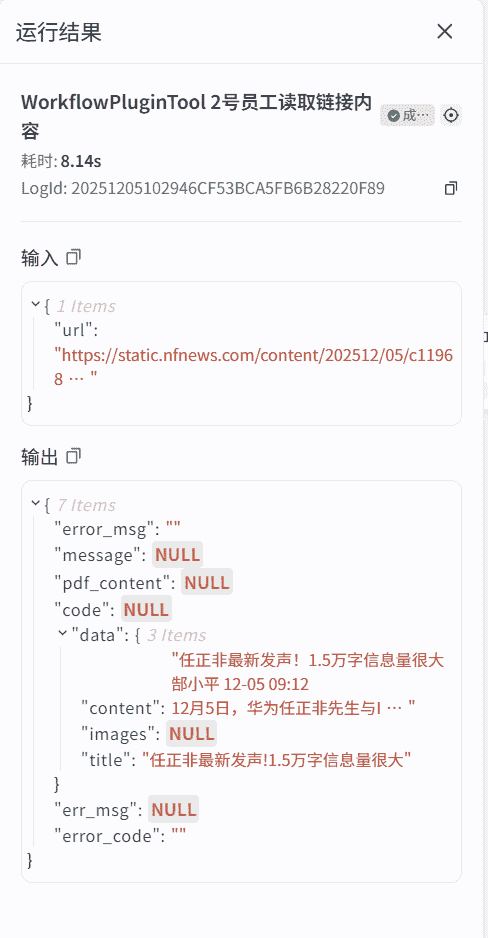 运行结果
WorkflowPluginTool 2号员工读取链接内
容
成…
耗时: 8.14s
LogId: 20251205102946CF53BCA5FB6B28220F89
输入
{ 1 Items
"url":
"https://static.nfnews.com/content/202512/05/c1196
8 … "
}
输出
{ 7 Items
"error_msg": ""
"message": NULL
"pdf_content": NULL
"code": NULL
"data": { 3 Items
"任正非最新发声！1.5万字信息量很大
郜小平 12-05 09:12
"content": 12月5日，华为任正非先生与I … "
"images": NULL
"title": "任正非最新发声!1.5万字信息量很大"
}
"err_msg": NULL
"error_code": ""
}